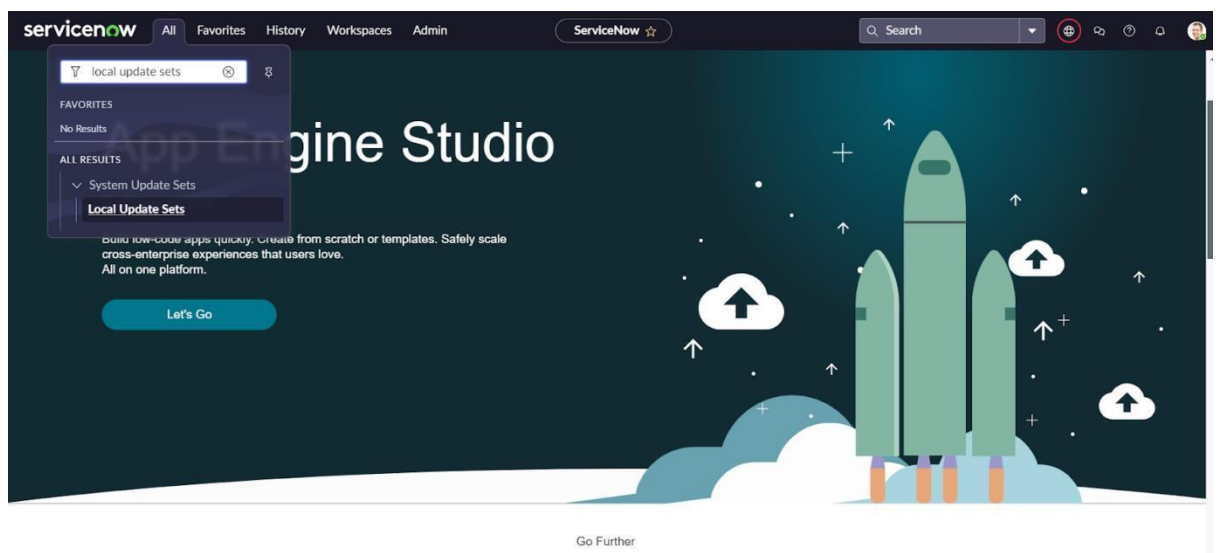 servicenow All Favorites History Workspaces Admin ServiceNow Search
local update sets
FAVORITES
No Results
App Engine Studio
ALL RESULTS
System Update Sets
Local Update Sets
Build low-code apps quickly. Create from scratch or templates. Safely scale
cross-enterprise experiences that users love.
All on one platform.
Let's Go
Go Further